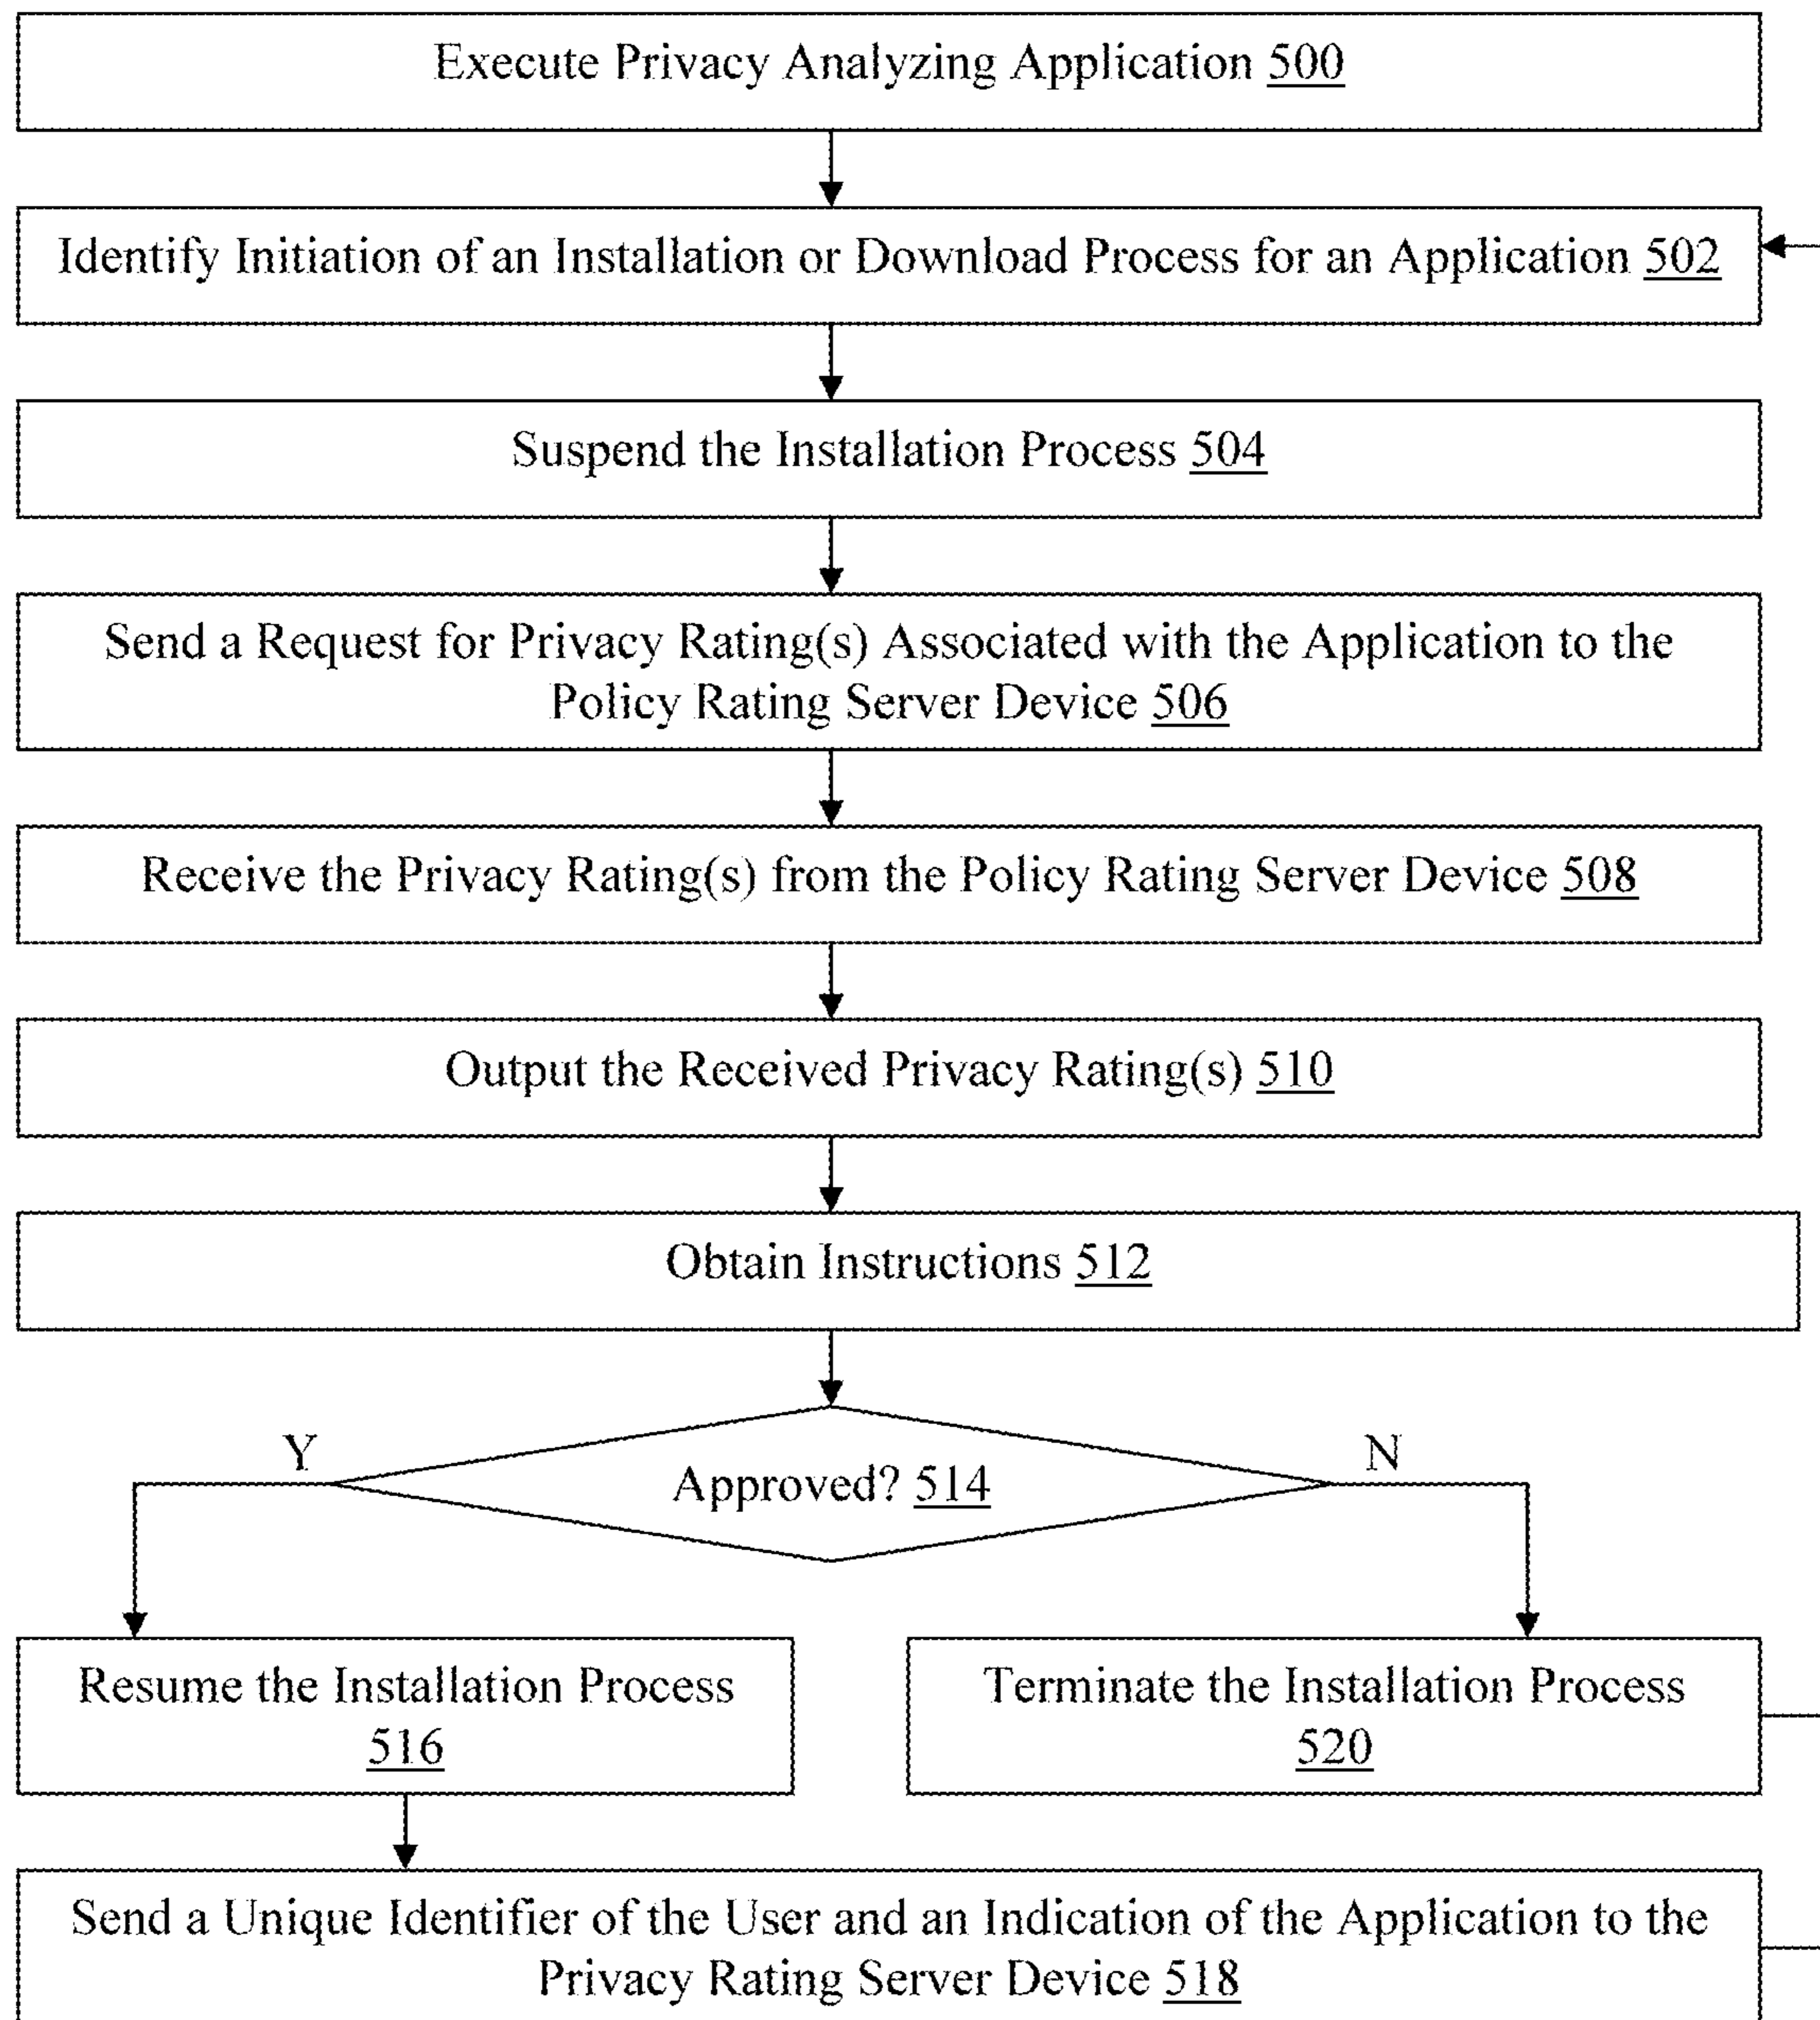 Execute Privacy Analyzing Application 500
Identify Initiation of an Installation or Download Process for an Application 502
Suspend the Installation Process 504
Send a Request for Privacy Rating(s) Associated with the Application to the
Policy Rating Server Device 506
Receive the Privacy Rating(s) from the Policy Rating Server Device 508
Output the Received Privacy Rating(s) 510
Obtain Instructions 512
Y
N
Approved? 514
Resume the Installation Process
516
Terminate the Installation Process
520
Send a Unique Identifier of the User and an Indication of the Application to the
Privacy Rating Server Device 518